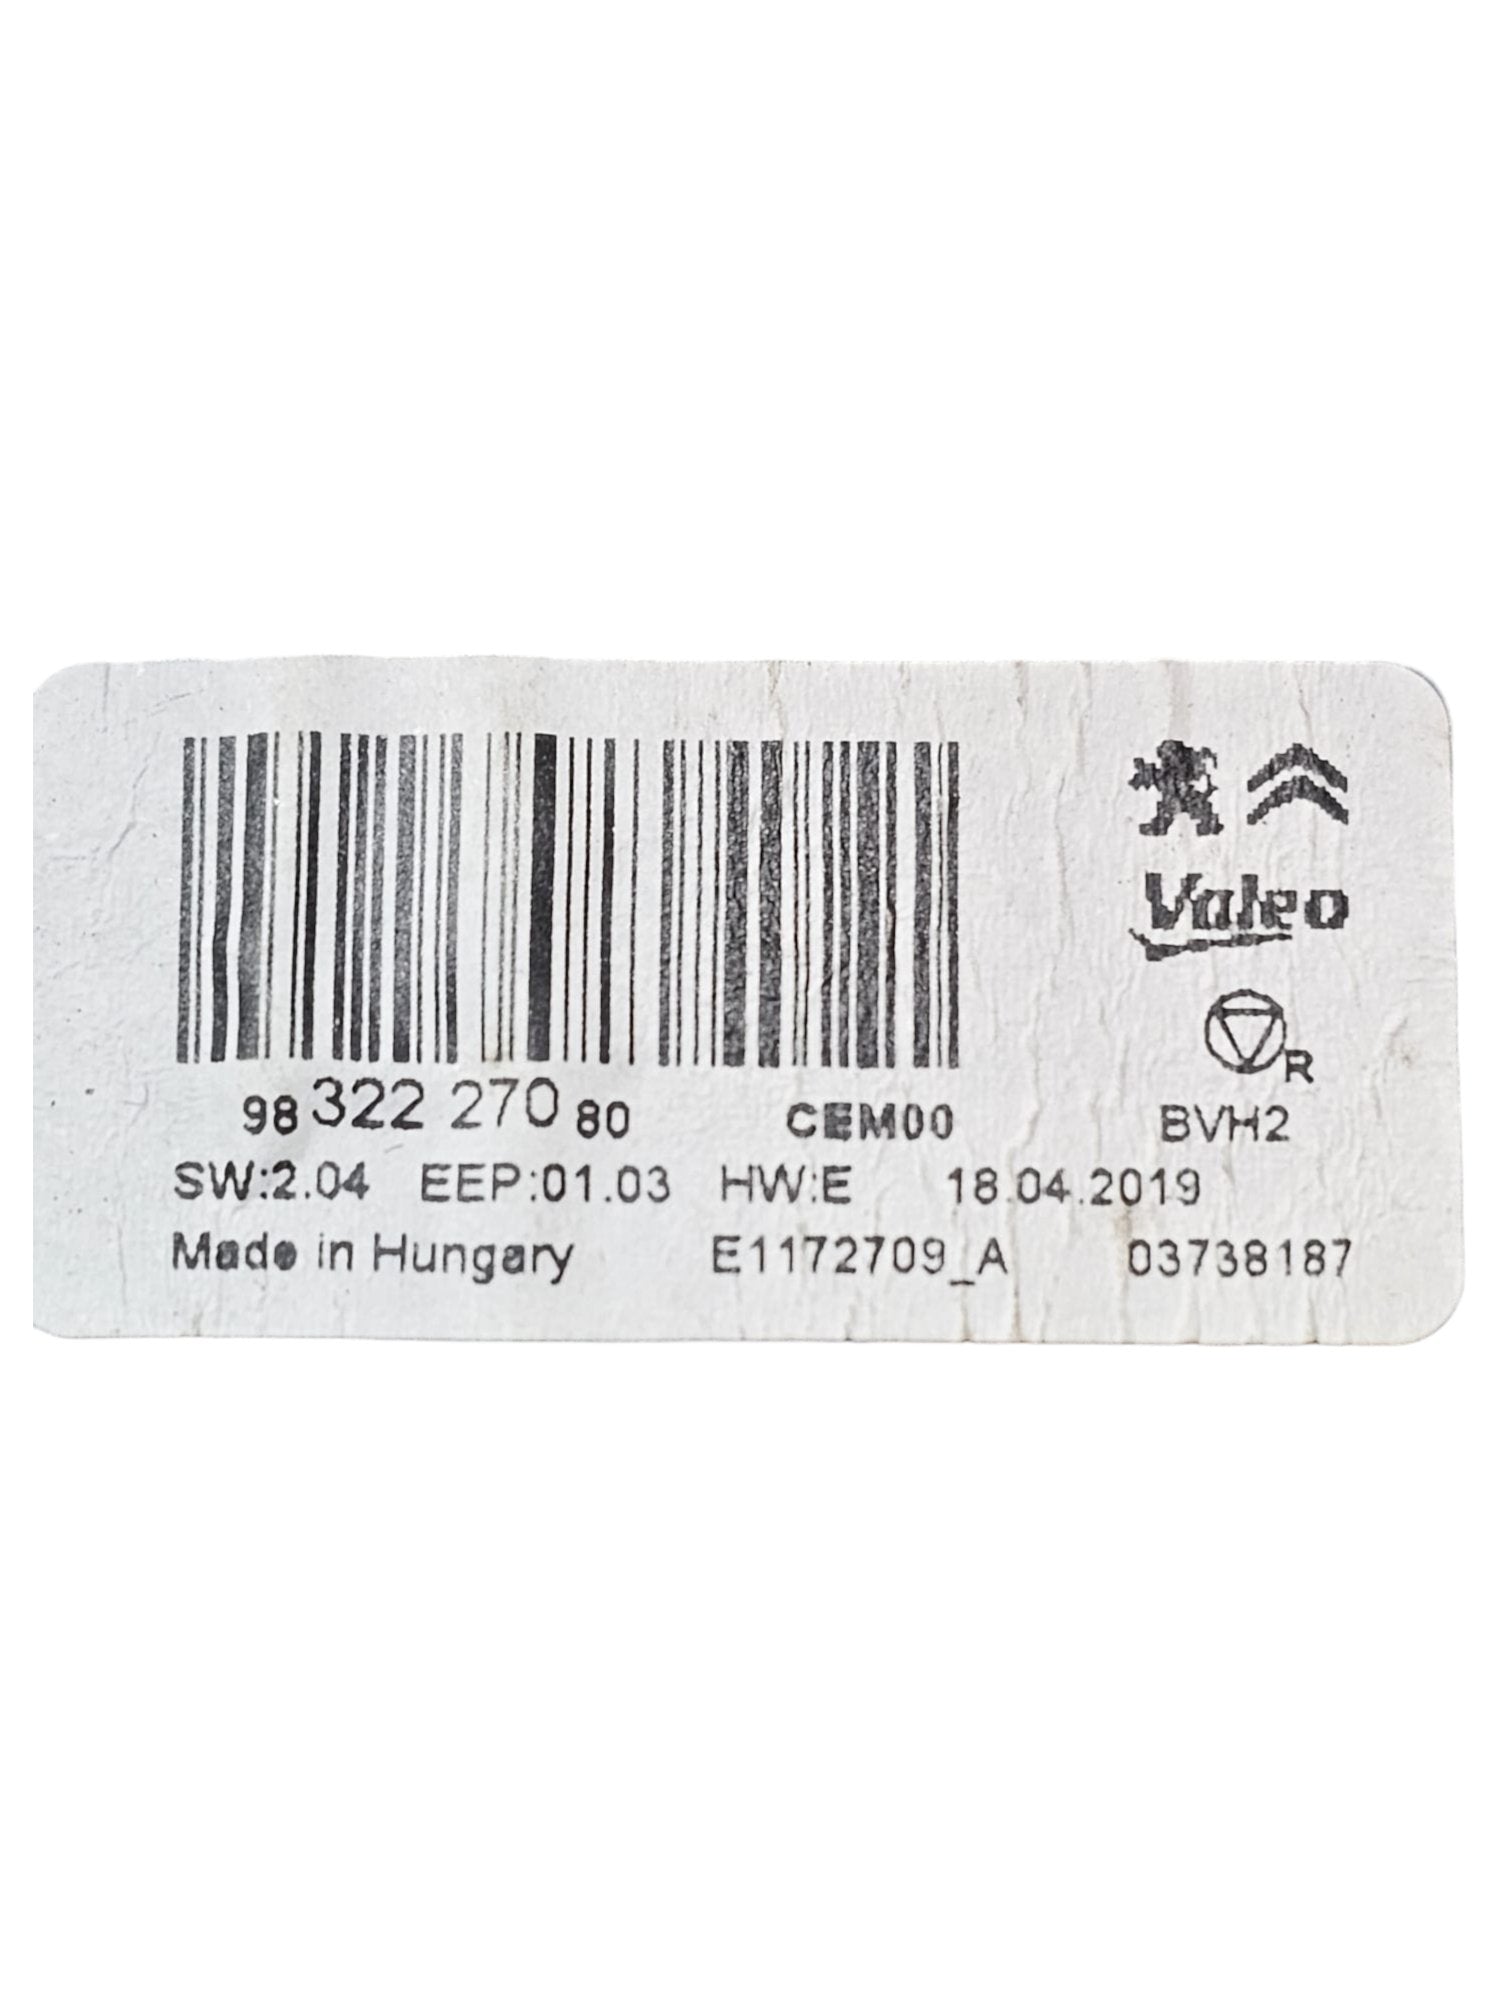 Valeo
R
98 322 270 80 CEM00 BVH2
SW:2.04 EEP:01.03 HW:E 18.04.2019
Made in Hungary E1172709_A 03738187